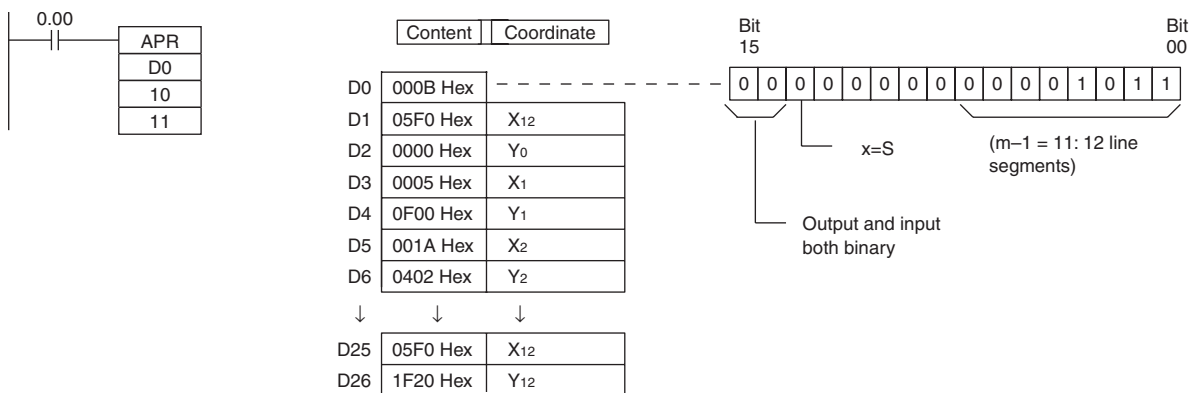 0.00
APR
D0
10
11
Content Coordinate
D0 000B Hex
D1 05F0 Hex X12
D2 0000 Hex Y0
D3 0005 Hex X1
D4 0F00 Hex Y1
D5 001A Hex X2
D6 0402 Hex Y2
↓ ↓ ↓
D25 05F0 Hex X12
D26 1F20 Hex Y12
Bit Bit
15 00
0 0 0 0 0 0 0 0 0 0 0 0 1 0 1 1
x=S
(m–1 = 11: 12 line
segments)
Output and input
both binary